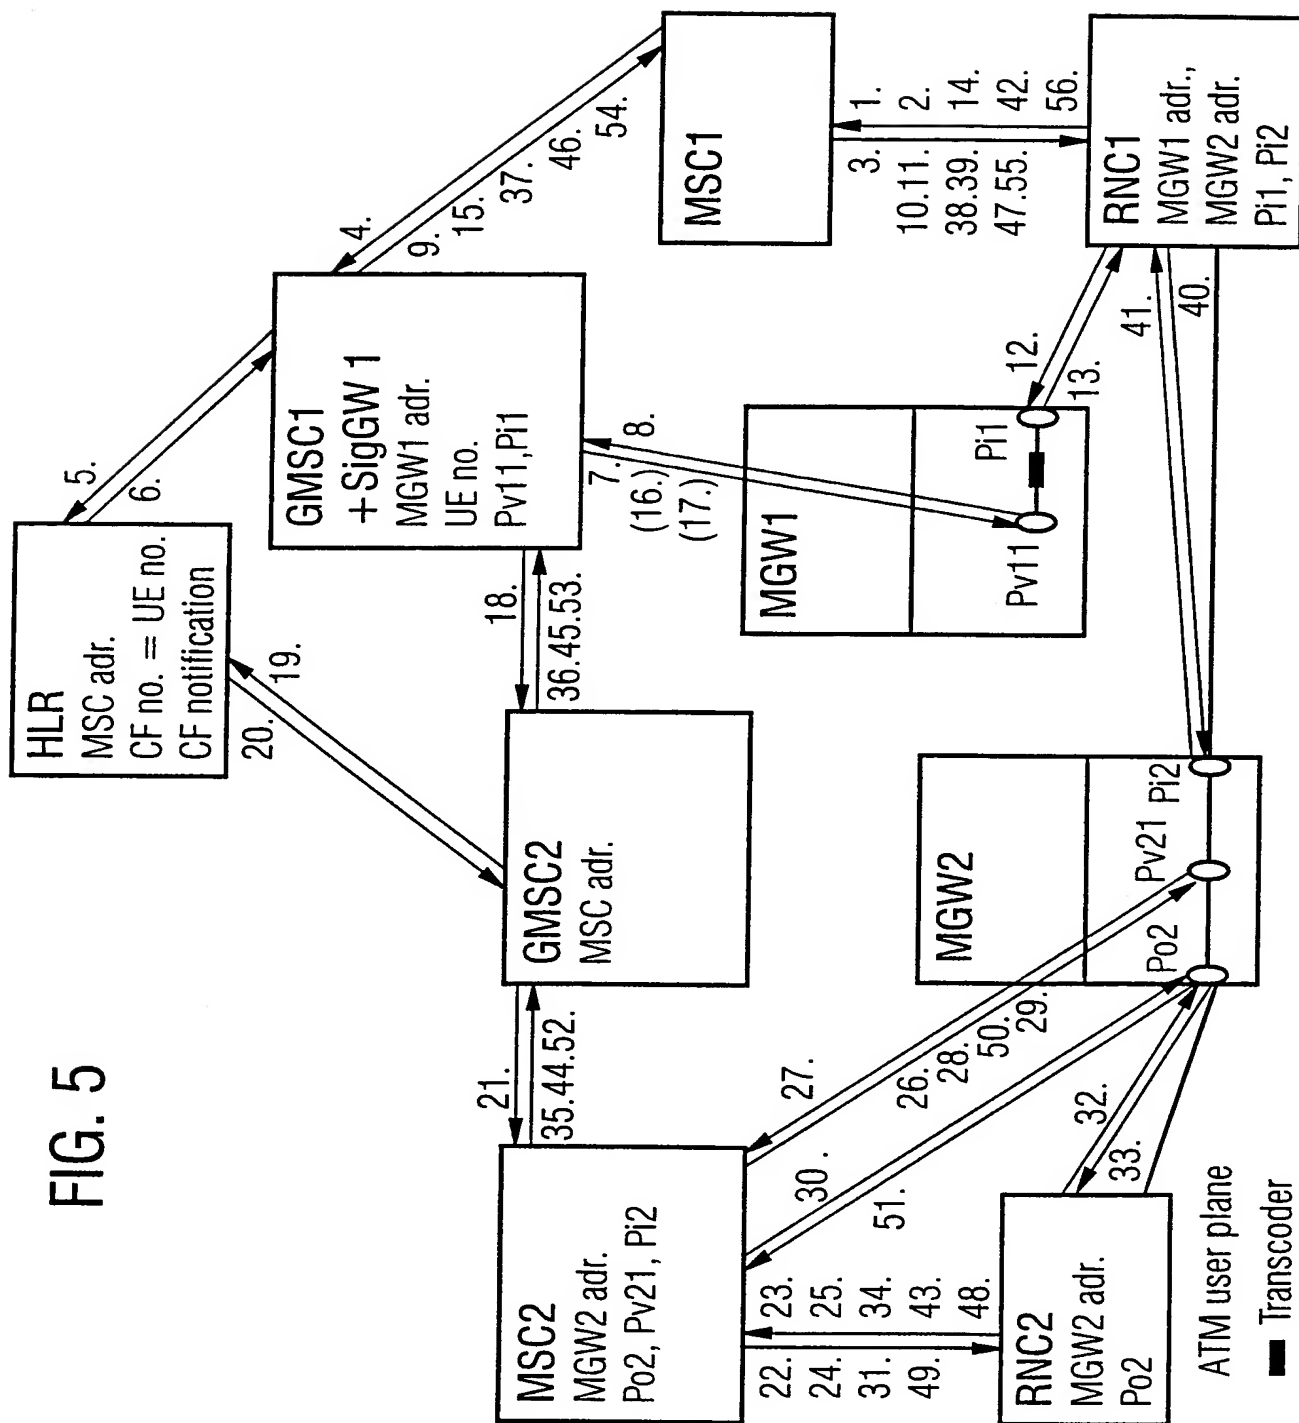 FIG. 5
HLR
MSC adr.
CF no. = UE no.
CF notification
5.
6.
20.
19.
GMSC1
+SigGW 1
MGW1 adr.
UE no.
Pv11,Pi1
4.
9.
15.
37.
46.
54.
MSC1
3.
10.11.
38.39.
47.55.
1.
2.
14.
42.
56.
RNC1
MGW1 adr.,
MGW2 adr.
Pi1, Pi2
7.
8.
(16.)
(17.)
MGW1
Pv11
Pi1
12.
13.
18.
36.45.53.
GMSC2
MSC adr.
21.
35.44.52.
MSC2
MGW2 adr.
Po2, Pv21, Pi2
27.
26.
28.
50.
29.
30.
51.
MGW2
Po2
Pv21
Pi2
41.
40.
22.
24.
31.
49.
23.
25.
34.
43.
48.
RNC2
MGW2 adr.
Po2
32.
33.
ATM user plane
Transcoder